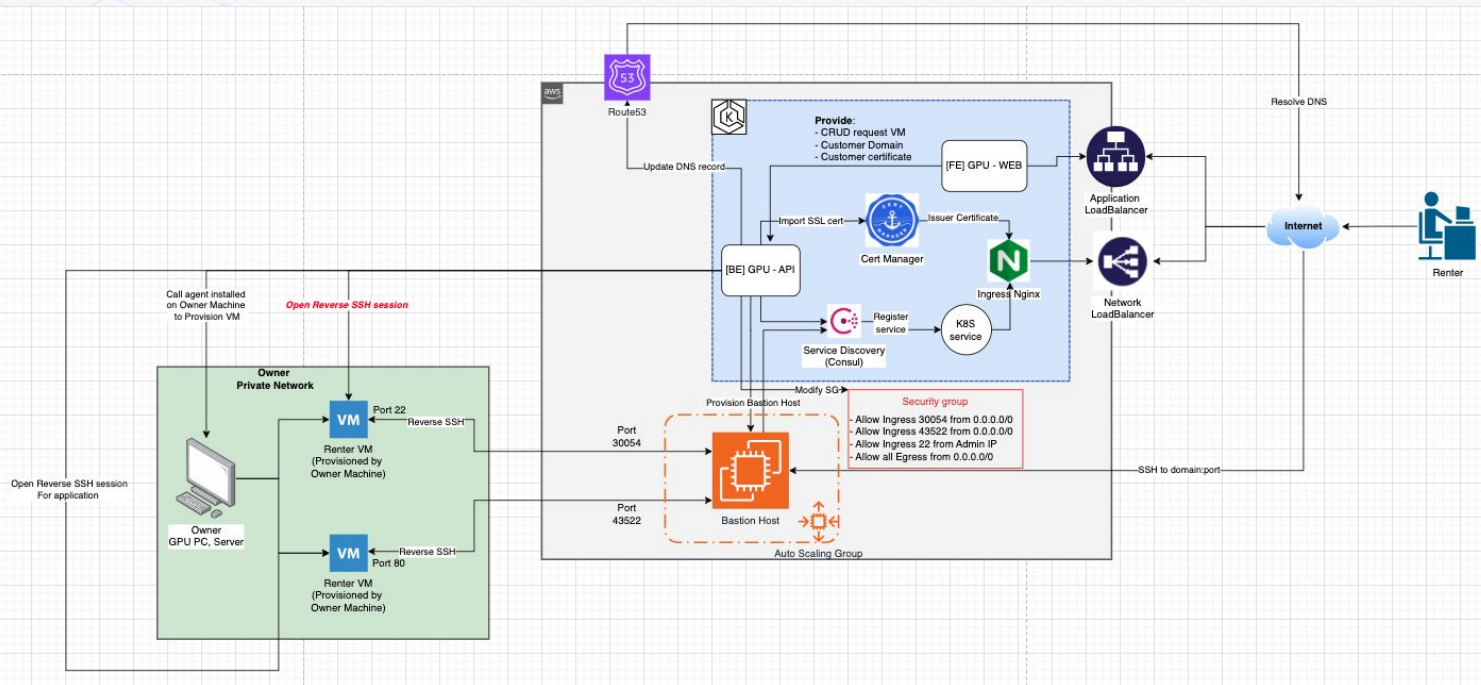 aws
53
Route53
Resolve DNS
Provide:
- CRUD request VM
- Customer Domain
- Customer certificate
[FE] GPU - WEB
Update DNS record
Application
LoadBalancer
Import SSL cert
CERT
MANAGER
Issuer Certificate
Internet
Cert Manager
N
[BE] GPU - API
Renter
Ingress Nginx
Network
LoadBalancer
Call agent installed
on Owner Machine
to Provision VM
Open Reverse SSH session
Register
service
K8S
service
Service Discovery
(Consul)
Owner
Private Network
Modify SG
Provision Bastion Host
Security group
- Allow Ingress 30054 from 0.0.0.0/0
- Allow Ingress 43522 from 0.0.0.0/0
- Allow Ingress 22 from Admin IP
- Allow all Egress from 0.0.0.0/0
VM
Port 22
Reverse SSH
Port
30054
Renter VM
(Provisioned by
Owner Machine)
SSH to domain:port
Open Reverse SSH session
For application
Port
43522
Bastion Host
Owner
GPU PC, Server
VM
Reverse SSH
Port 80
Auto Scaling Group
Renter VM
(Provisioned by
Owner Machine)
K